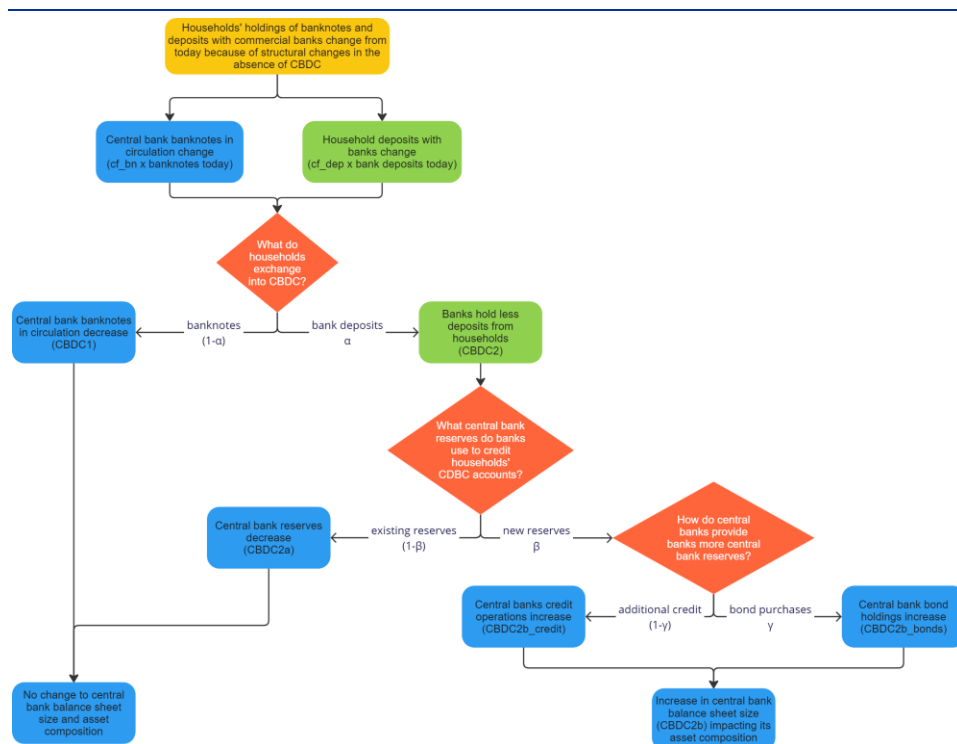 Households' holdings of banknotes and
deposits with commercial banks change from
today because of structural changes in the
absence of CBDC
Central bank banknotes in
circulation change
(cf_bn x banknotes today)
Household deposits with
banks change
(cf_dep x bank deposits today)
What do
households
exchange
into CBDC?
Central bank banknotes
in circulation decrease
(CBDC1)
banknotes
(1-α)
bank deposits
α
Banks hold less
deposits from
households
(CBDC2)
What central bank
reserves do banks
use to credit
households'
CDBC accounts?
Central bank reserves
decrease
(CBDC2a)
existing reserves
(1-β)
new reserves
β
How do central
banks provide
banks more central
bank reserves?
Central banks credit
operations increase
(CBDC2b_credit)
additional credit
(1-γ)
bond purchases
γ
Central bank bond
holdings increase
(CBDC2b_bonds)
No change to central
bank balance sheet
size and asset
composition
Increase in central bank
balance sheet size
(CBDC2b) impacting its
asset composition